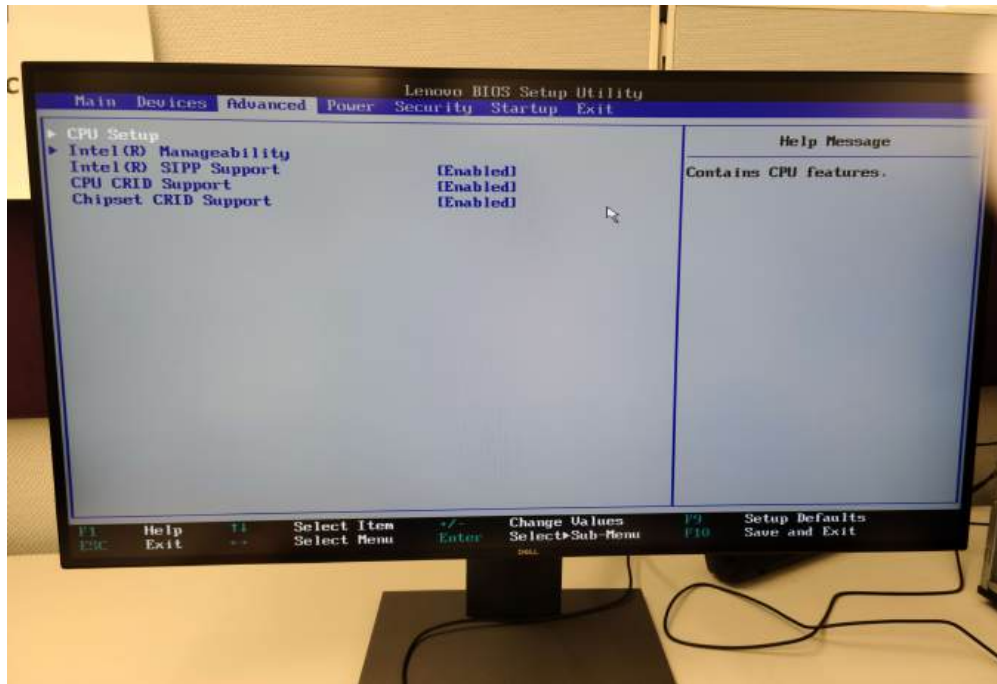 C
Lenovo BIOS Setup Utility
Main Devices Advanced Power Security Startup Exit
▶ CPU Setup
▶ Intel(R) Manageability
Intel(R) SIPP Support [Enabled]
CPU CRID Support [Enabled]
Chipset CRID Support [Enabled]
Help Message
Contains CPU features.
F1 Help ↑↓ Select Item +/- Change Values F9 Setup Defaults
ESC Exit ↔ Select Menu Enter Select▶Sub-Menu F10 Save and Exit
DELL